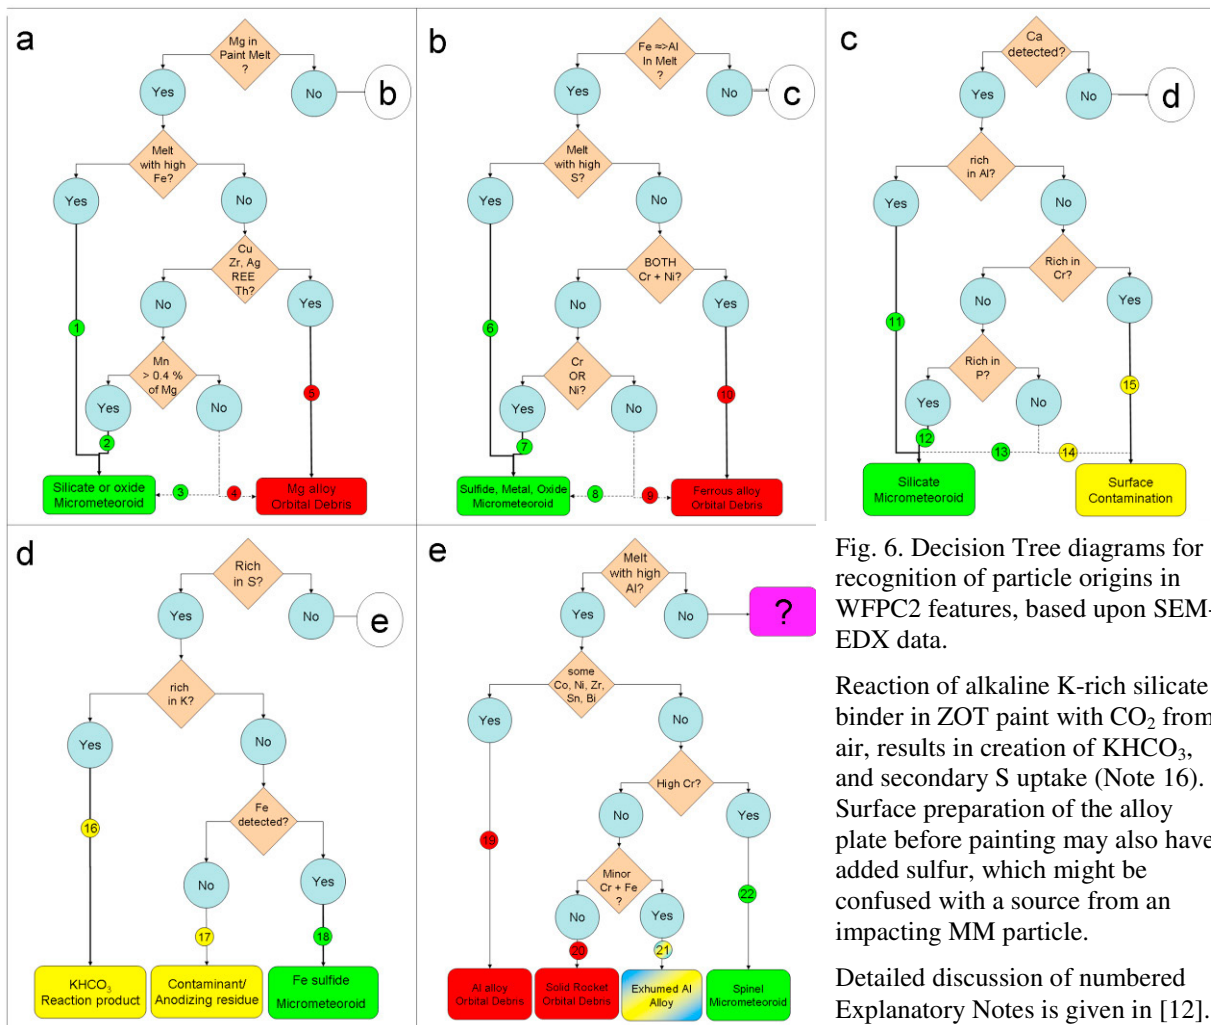 a
Mg in
Paint Melt
?
Yes
No
b
Melt
with high
Fe?
Yes
No
Cu
Zr, Ag
REE
Th?
No
Yes
1
Mn
> 0.4 %
of Mg
5
Yes
No
2
3
4
Silicate or oxide
Micrometeoroid
Mg alloy
Orbital Debris
b
Fe ≈>Al
In Melt
?
Yes
No
c
Melt
with high
S?
Yes
No
BOTH
Cr + Ni?
No
Yes
6
Cr
OR
Ni?
10
Yes
No
7
8
9
Sulfide, Metal, Oxide
Micrometeoroid
Ferrous alloy
Orbital Debris
c
Ca
detected?
Yes
No
d
rich
in Al?
Yes
No
Rich in
Cr?
No
Yes
11
Rich in
P?
15
Yes
No
12
13
14
Silicate
Micrometeoroid
Surface
Contamination
d
Rich
in S?
Yes
No
e
rich
in K?
Yes
No
Fe
detected?
16
No
Yes
17
18
KHCO3
Reaction product
Contaminant/
Anodizing residue
Fe sulfide
Micrometeoroid
e
Melt
with high
Al?
Yes
No
?
some
Co, Ni, Zr,
Sn, Bi
Yes
No
High Cr?
No
Yes
19
Minor
Cr + Fe
?
22
No
Yes
20
21
Al alloy
Orbital Debris
Solid Rocket
Orbital Debris
Exhumed Al
Alloy
Spinel
Micrometeoroid
Fig. 6. Decision Tree diagrams for
recognition of particle origins in
WFPC2 features, based upon SEM-
EDX data.
Reaction of alkaline K-rich silicate
binder in ZOT paint with CO₂ from
air, results in creation of KHCO₃,
and secondary S uptake (Note 16).
Surface preparation of the alloy
plate before painting may also have
added sulfur, which might be
confused with a source from an
impacting MM particle.
Detailed discussion of numbered
Explanatory Notes is given in [12].